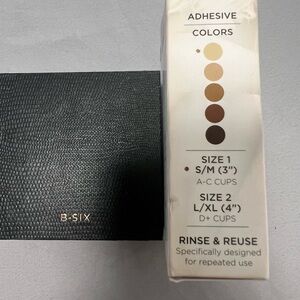 B-SIX
ADHESIVE
COLORS
SIZE 1
S/M (3")
A-C CUPS
SIZE 2
L/XL (4")
D+ CUPS
RINSE & REUSE
Specifically designed
for repeated use